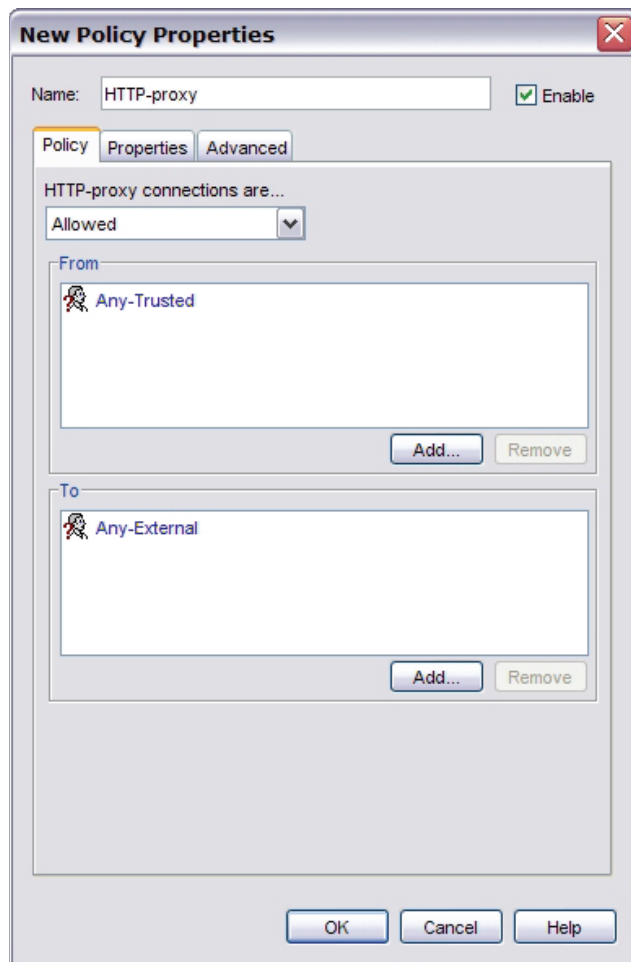 New Policy Properties
Name: HTTP-proxy Enable
Policy Properties Advanced
HTTP-proxy connections are...
Allowed
From
Any-Trusted
Add... Remove
To
Any-External
Add... Remove
OK Cancel Help